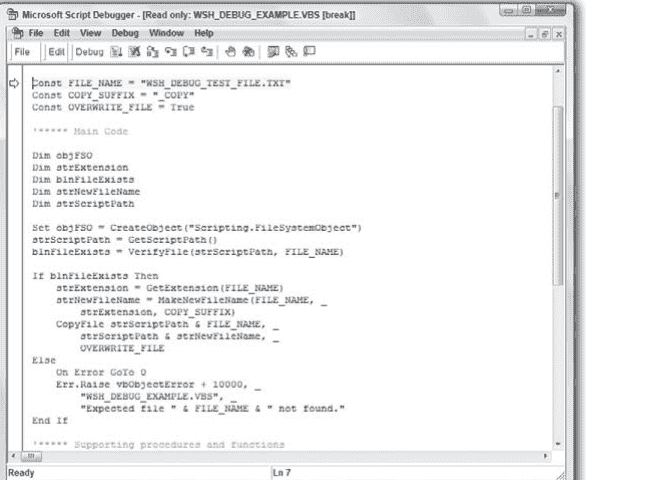 Microsoft Script Debugger - [Read only: WSH_DEBUG_EXAMPLE.VBS [break]]
File Edit View Debug Window Help
File Edit Debug
Const FILE_NAME = "WSH_DEBUG_TEST_FILE.TXT"
Const COPY_SUFFIX = "_COPY"
Const OVERWRITE_FILE = True
'***** Main Code
Dim objFSO
Dim strExtension
Dim blnFileExists
Dim strNewFileName
Dim strScriptPath
Set objFSO = CreateObject("Scripting.FileSystemObject")
strScriptPath = GetScriptPath()
blnFileExists = VerifyFile(strScriptPath, FILE_NAME)
If blnFileExists Then
strExtension = GetExtension(FILE_NAME)
strNewFileName = MakeNewFileName(FILE_NAME, _
strExtension, COPY_SUFFIX)
CopyFile strScriptPath & FILE_NAME, _
strScriptPath & strNewFileName, _
OVERWRITE_FILE
Else
On Error GoTo 0
Err.Raise vbObjectError + 10000, _
"WSH_DEBUG_EXAMPLE.VBS", _
"Expected file " & FILE_NAME & " not found."
End If
'***** Supporting procedures and functions
Ready Ln 7